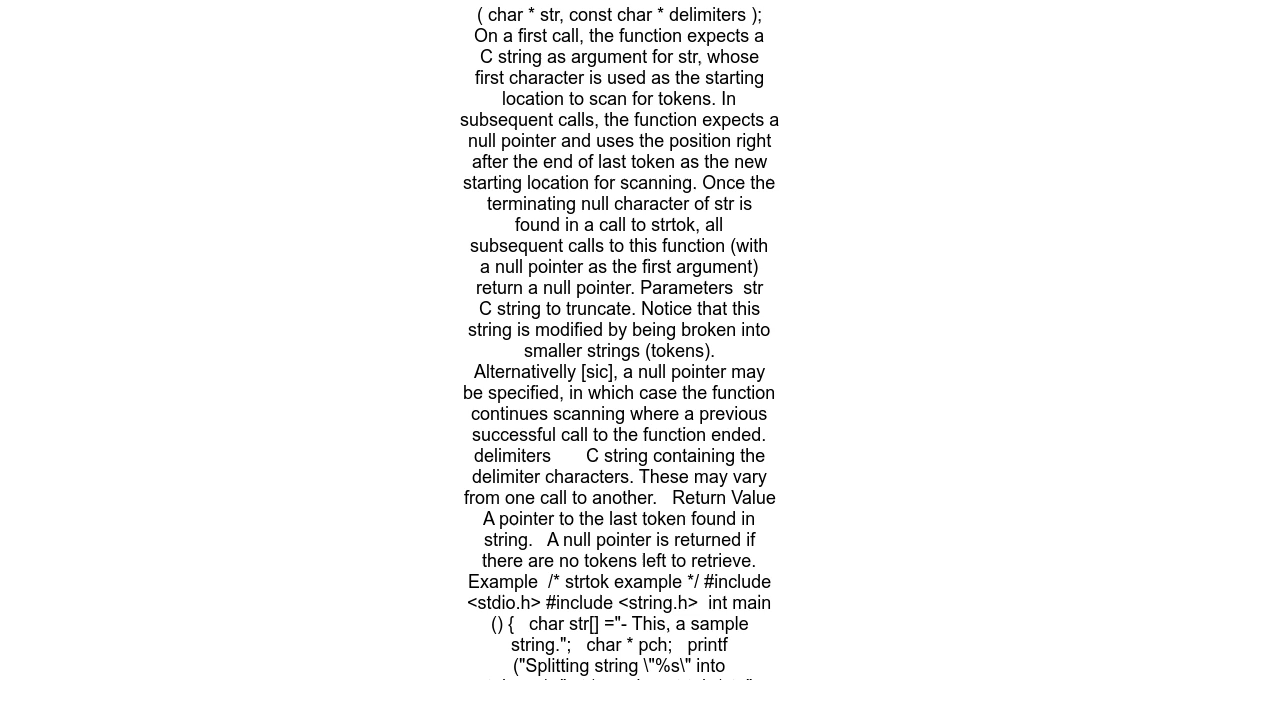 ( char * str, const char * delimiters );
On a first call, the function expects a
C string as argument for str, whose
first character is used as the starting
location to scan for tokens. In
subsequent calls, the function expects a
null pointer and uses the position right
after the end of last token as the new
starting location for scanning. Once the
terminating null character of str is
found in a call to strtok, all
subsequent calls to this function (with
a null pointer as the first argument)
return a null pointer. Parameters  str
C string to truncate. Notice that this
string is modified by being broken into
smaller strings (tokens).
Alternativelly [sic], a null pointer may
be specified, in which case the function
continues scanning where a previous
successful call to the function ended.
delimiters       C string containing the
delimiter characters. These may vary
from one call to another.   Return Value
A pointer to the last token found in
string.   A null pointer is returned if
there are no tokens left to retrieve.
Example  /* strtok example */ #include
<stdio.h> #include <string.h>  int main
() {   char str[] ="- This, a sample
string.";   char * pch;   printf
("Splitting string \"%s\" into